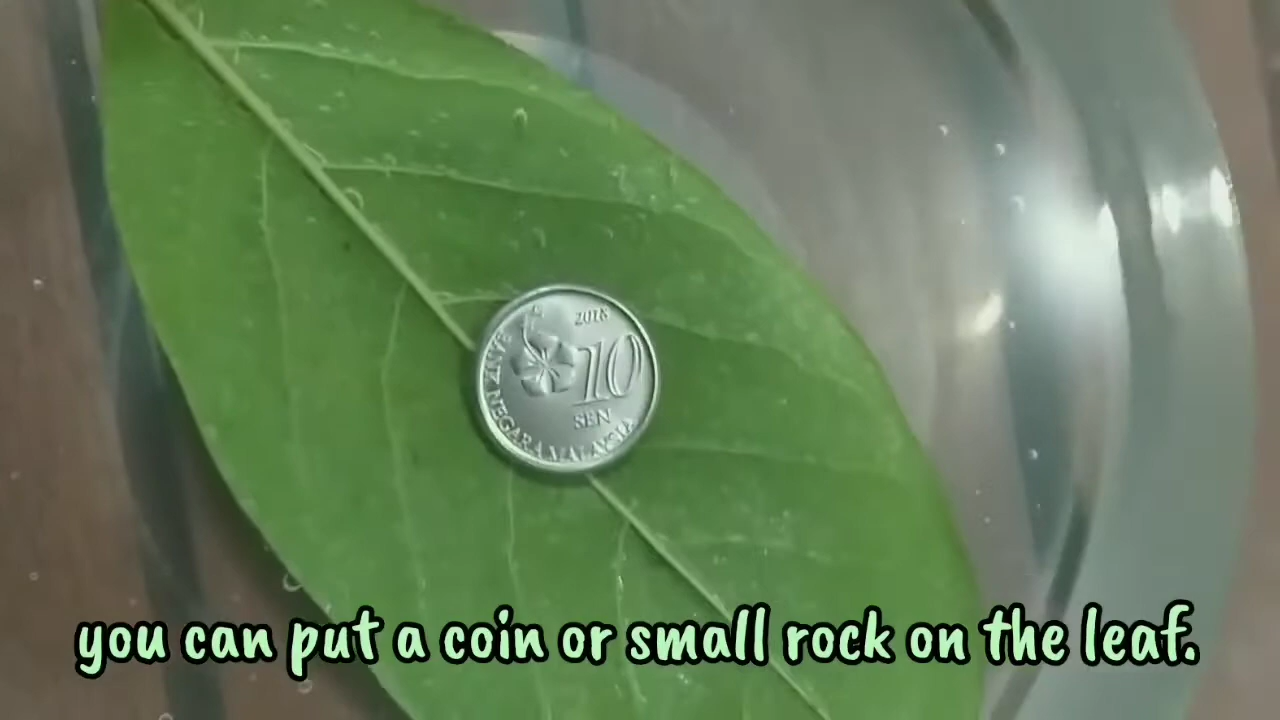 2018
10
SEN
BANK NEGARA MALAYSIA
you can put a coin or small rock on the leaf.